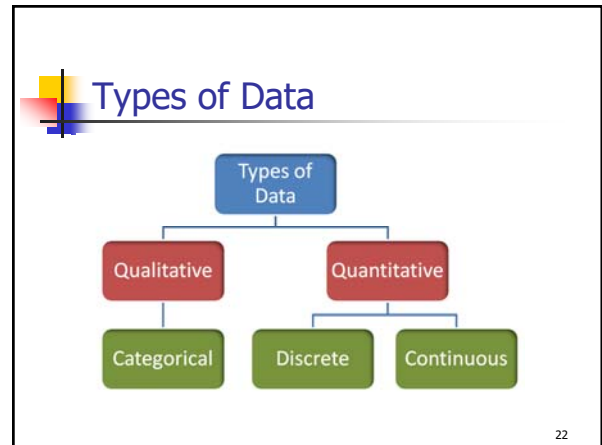 Types of Data
Types of
Data
Qualitative
Quantitative
Categorical
Discrete
Continuous
22